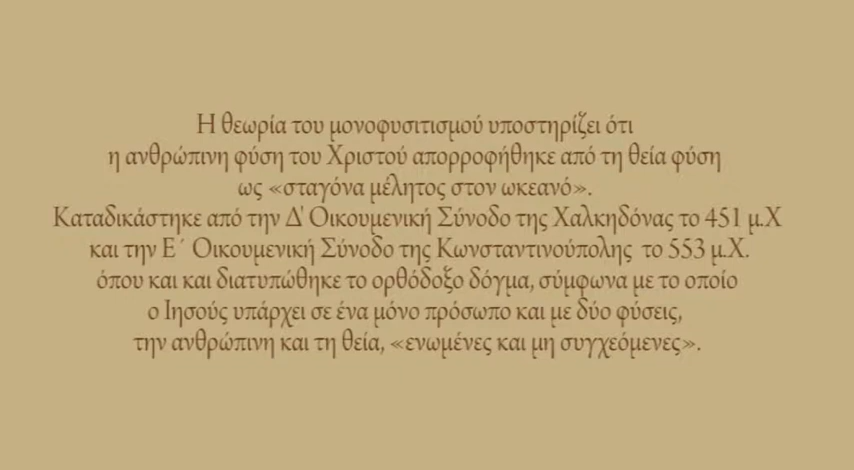 Η θεωρία του μονοφυσιτισμού υποστηρίζει ότι
η ανθρώπινη φύση του Χριστού απορροφήθηκε από τη θεία φύση
ως «σταγόνα μέλητος στον ωκεανό».
Καταδικάστηκε από την Δ' Οικουμενική Σύνοδο της Χαλκηδόνας το 451 μ.Χ
και την Ε΄ Οικουμενική Σύνοδο της Κωνσταντινούπολης το 553 μ.Χ.
όπου και και διατυπώθηκε το ορθόδοξο δόγμα, σύμφωνα με το οποίο
ο Ιησούς υπάρχει σε ένα μόνο πρόσωπο και με δύο φύσεις,
την ανθρώπινη και τη θεία, «ενωμένες και μη συγχεόμενες».